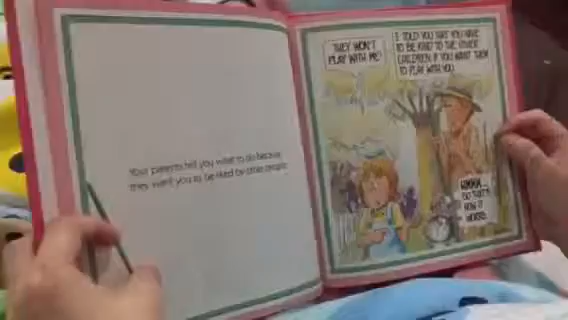 Your parents tell you what to do because
they want you to be liked by other people.
THEY WON'T
PLAY WITH ME!
I TOLD YOU THAT YOU HAVE
TO BE KIND TO THE OTHER
CHILDREN IF YOU WANT THEM
TO PLAY WITH YOU.
HMMM...
SO THAT'S
HOW IT
WORKS.